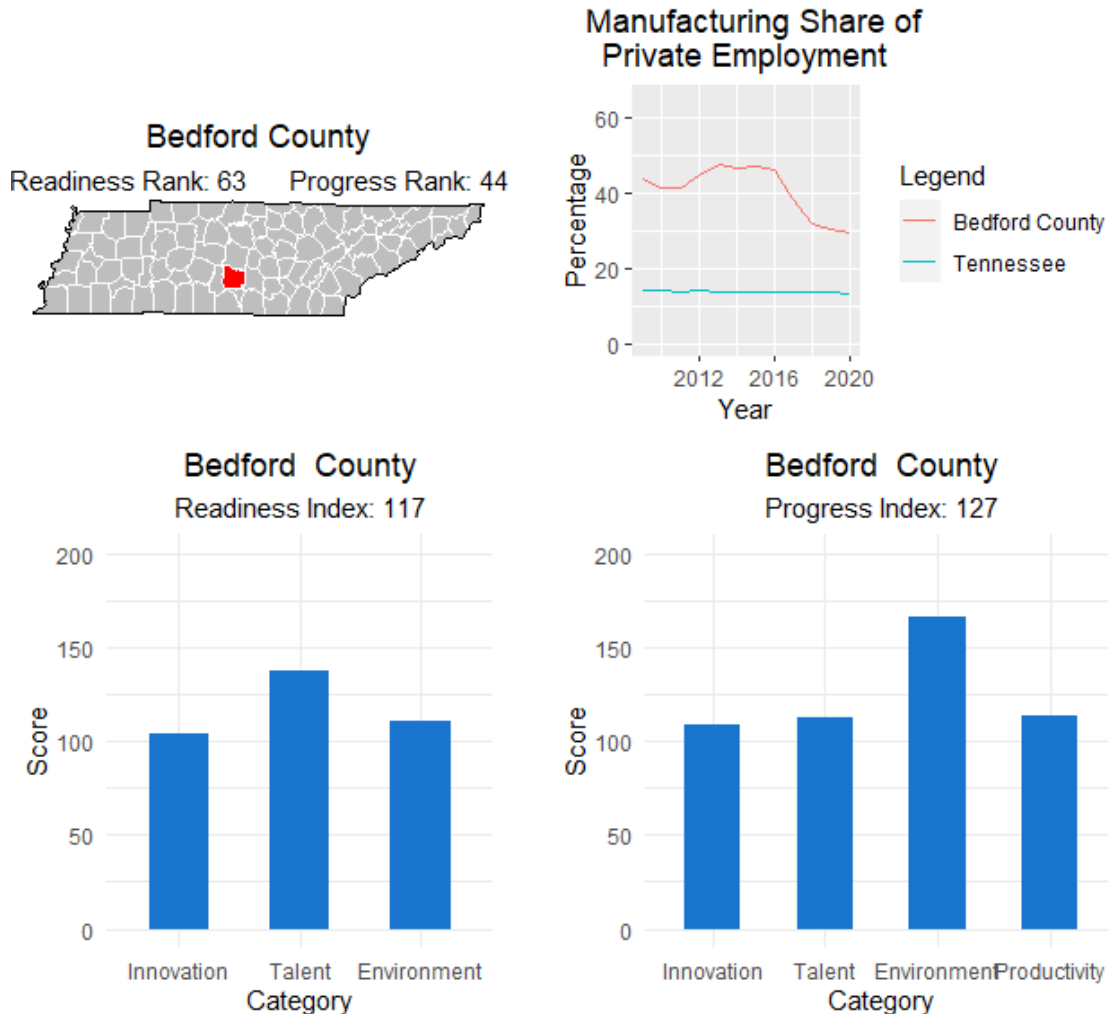 Bedford County
Readiness Rank: 63 Progress Rank: 44
Manufacturing Share of
Private Employment
60
40
20
0
Percentage
2012 2016 2020
Year
Legend
Bedford County
Tennessee
Bedford County
Readiness Index: 117
200
150
100
50
0
Score
Innovation Talent Environment
Category
Bedford County
Progress Index: 127
200
150
100
50
0
Score
Innovation Talent Environment Productivity
Category